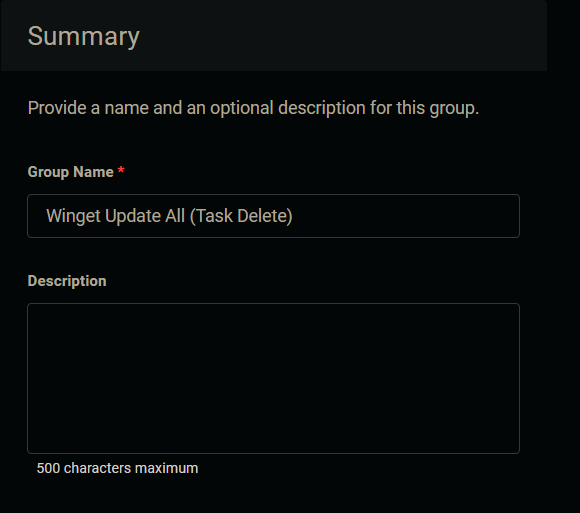 Summary
Provide a name and an optional description for this group.
Group Name *
Winget Update All (Task Delete)
Description
500 characters maximum